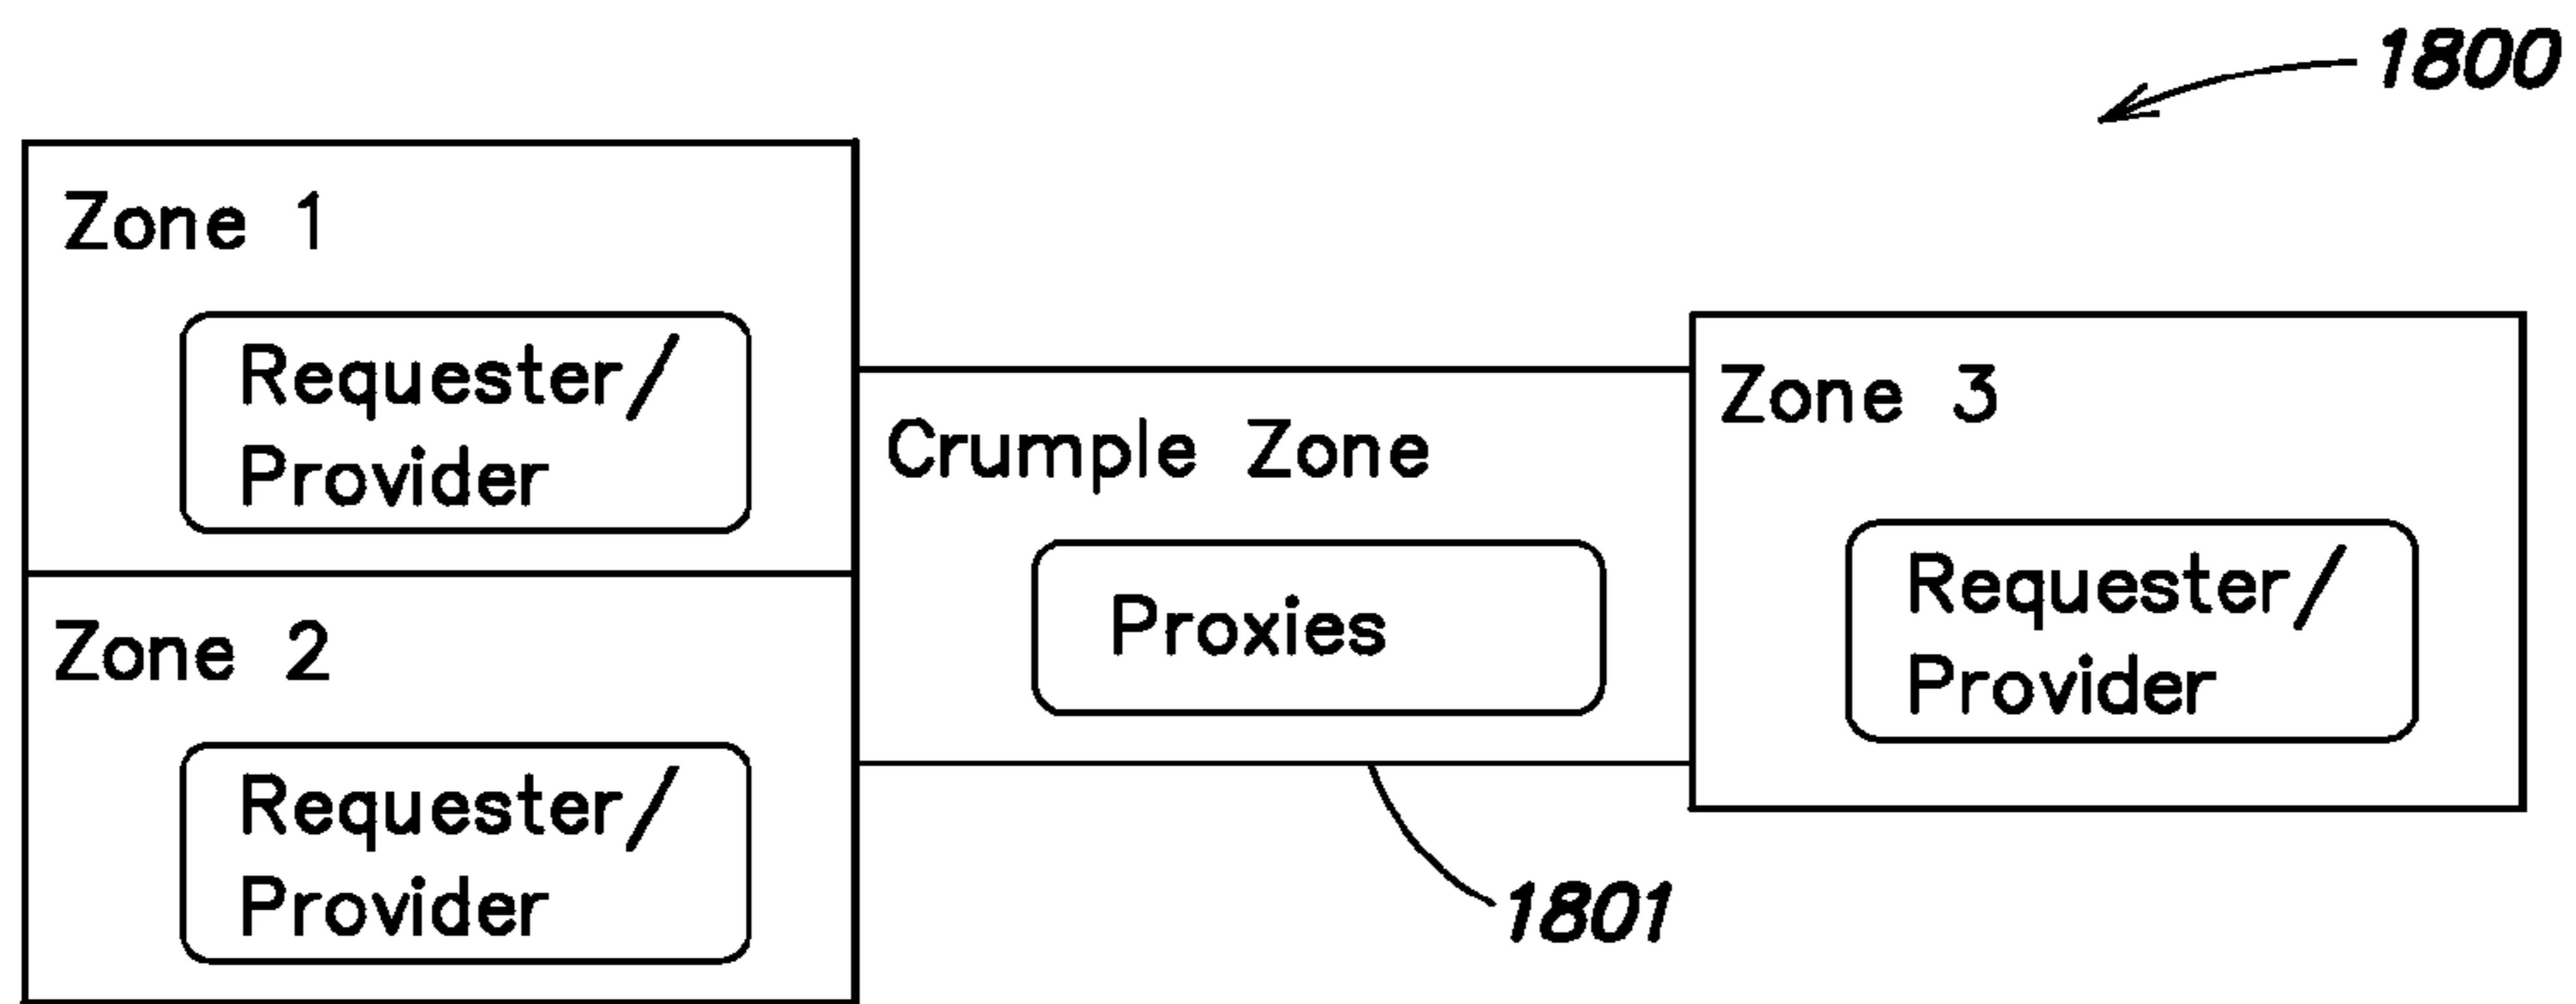 1800
Zone 1
Requester/
Provider
Zone 2
Requester/
Provider
Crumple Zone
Proxies
1801
Zone 3
Requester/
Provider